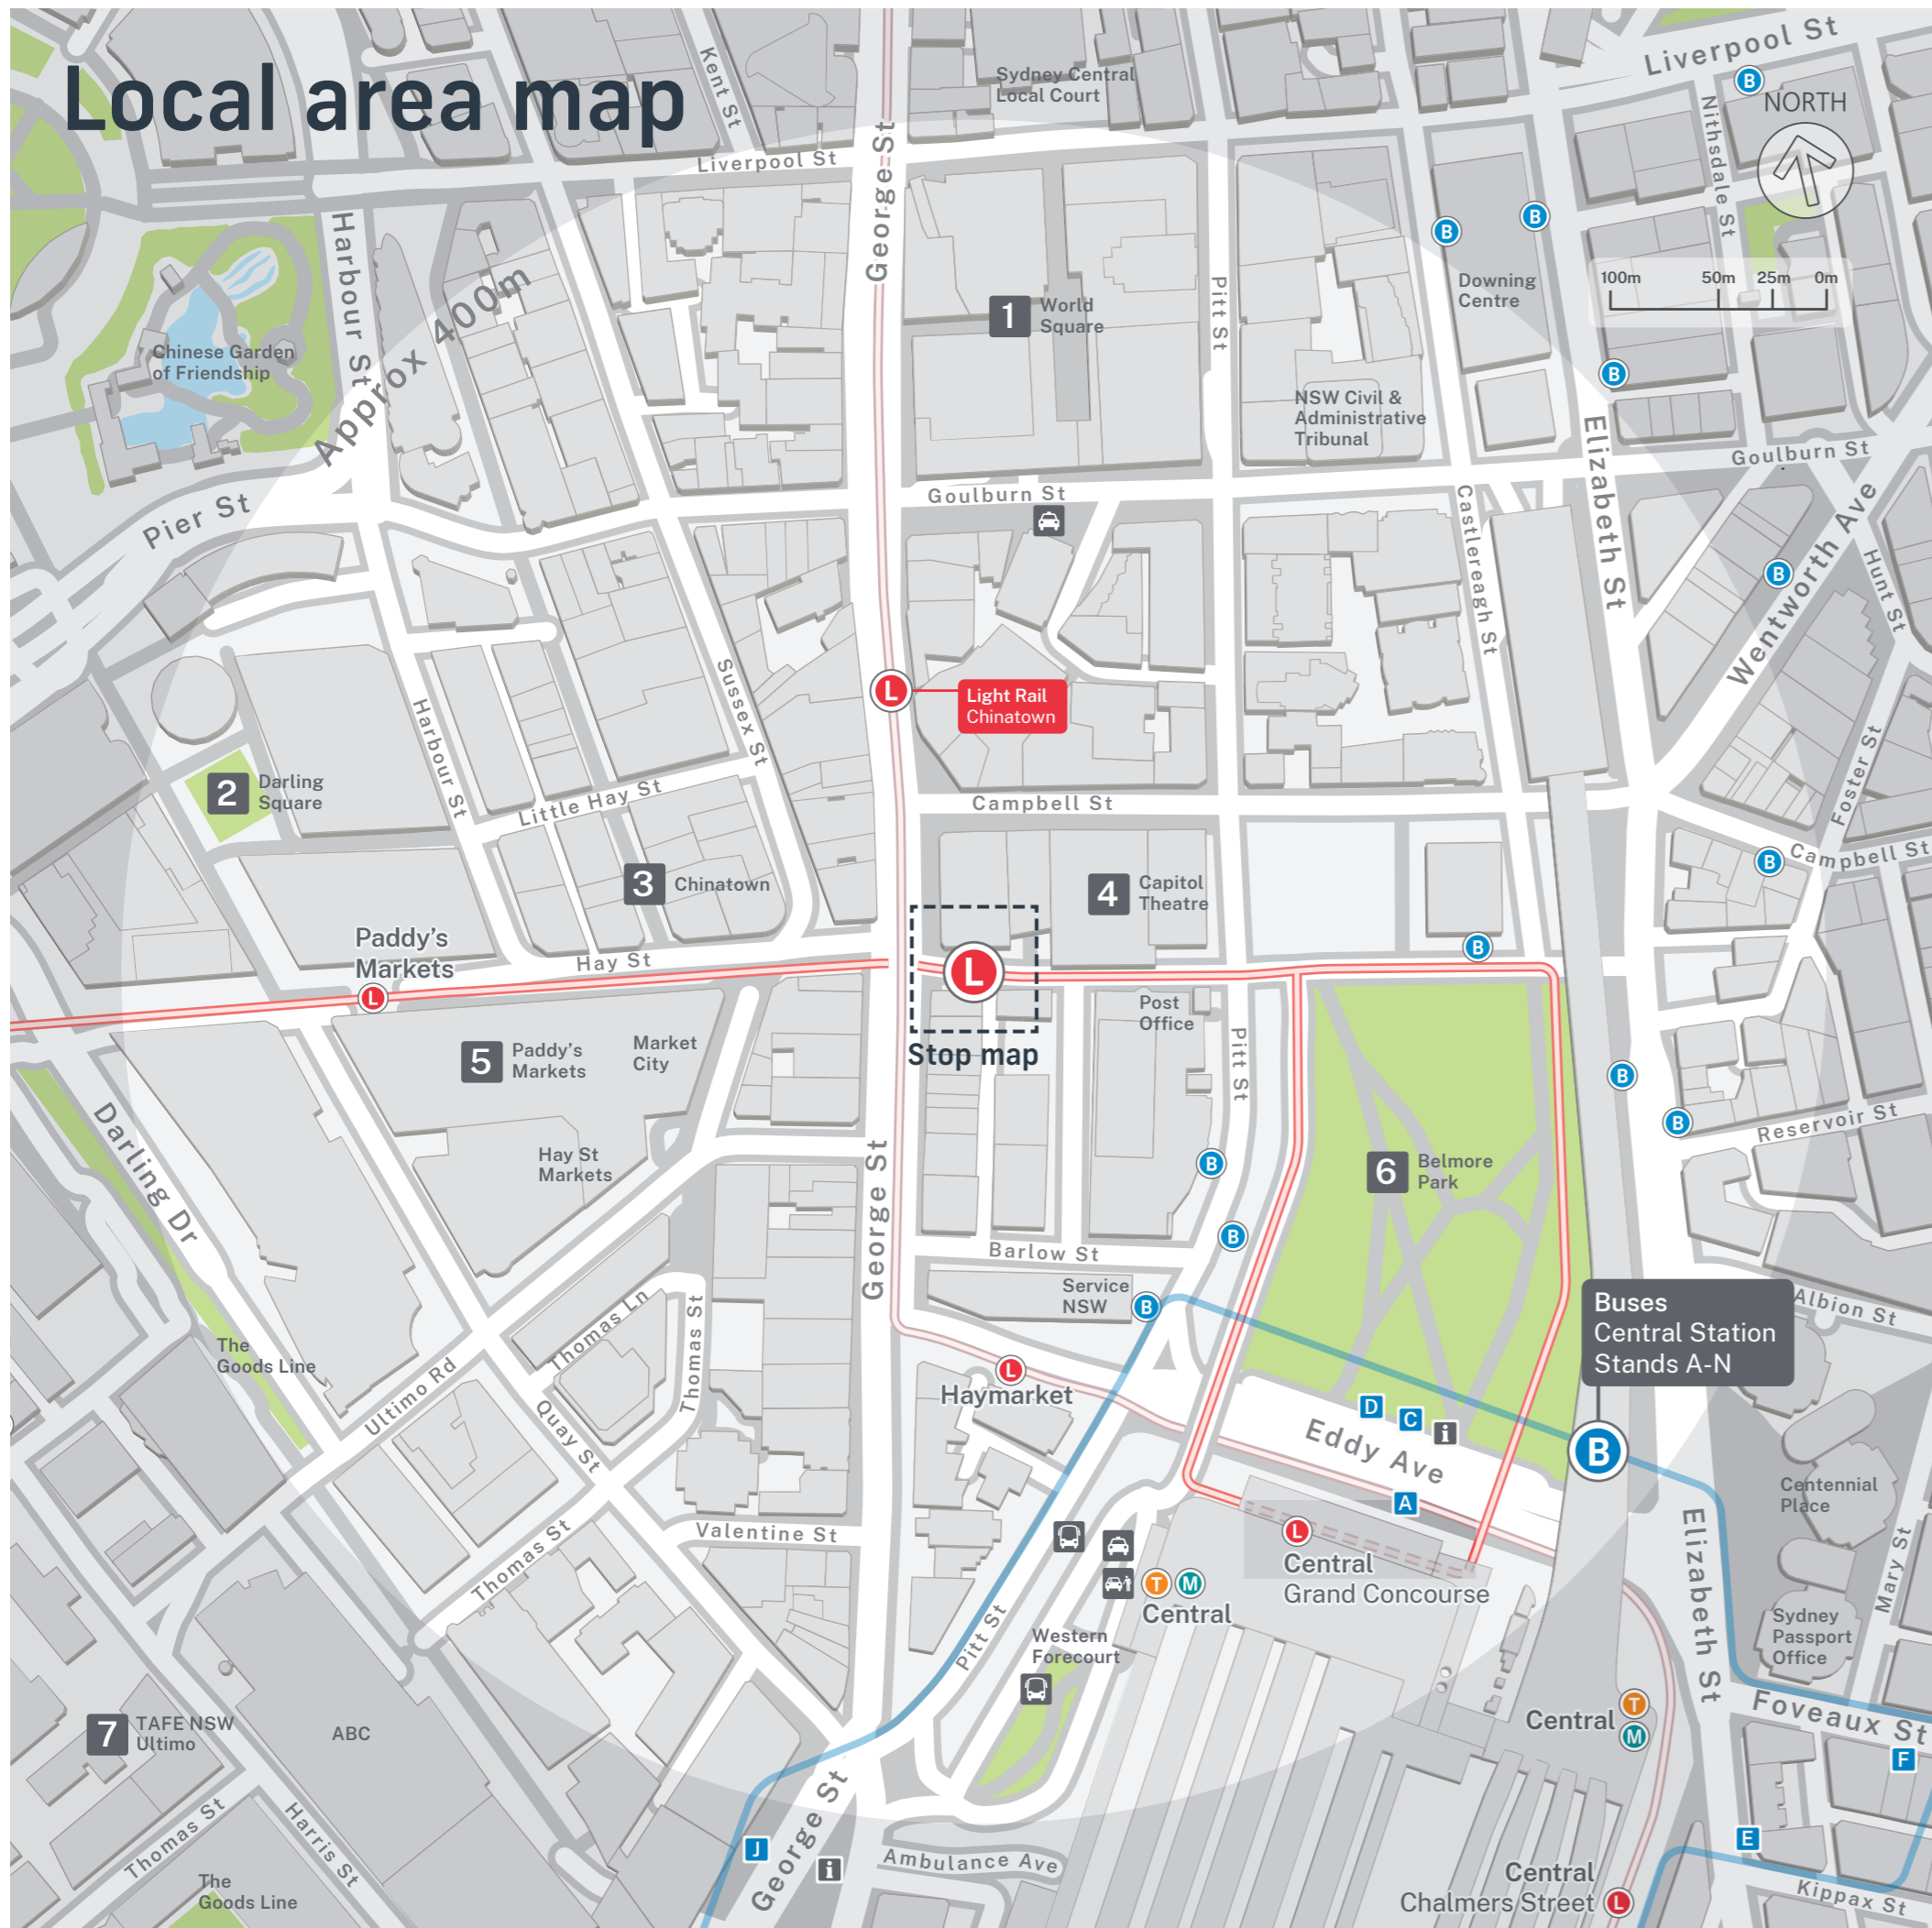 Local area map
Kent St
Sydney Central
Local Court
Liverpool St
B
NORTH
Nithsdale St
Liverpool St
George St
Harbour St
Approx 400m
B
B
100m 50m 25m 0m
Downing
Centre
Pitt St
1
World
Square
Chinese Garden
of Friendship
B
NSW Civil &
Administrative
Tribunal
Elizabeth St
Goulburn St
Pier St
Goulburn St
Castlereagh St
Wentworth Ave
B
Hunt St
Sussex St
L
Light Rail
Chinatown
Harbour St
2
Darling
Square
Little Hay St
Campbell St
Foster St
B
Campbell St
3
Chinatown
4
Capitol
Theatre
Paddy's
Markets
L
Hay St
L
B
Post
Office
Pitt St
Stop map
5
Paddy's
Markets
Market
City
B
B
Reservoir St
Darling Dr
Hay St
Markets
George St
B
6
Belmore
Park
B
Barlow St
Service
NSW
B
Buses
Central Station
Stands A-N
B
Albion St
Thomas Ln
Thomas St
The
Goods Line
Ultimo Rd
L
Haymarket
Quay St
D
C
i
Eddy Ave
A
Centennial
Place
Valentine St
L
Central
Grand Concourse
T
M
Central
Thomas St
Pitt St
Western
Forecourt
Elizabeth St
Mary St
Sydney
Passport
Office
T
Central
M
Foveaux St
F
7
TAFE NSW
Ultimo
ABC
Thomas St
Harris St
George St
J
i
Ambulance Ave
E
The
Goods Line
Central
Chalmers Street
L
Kippax St